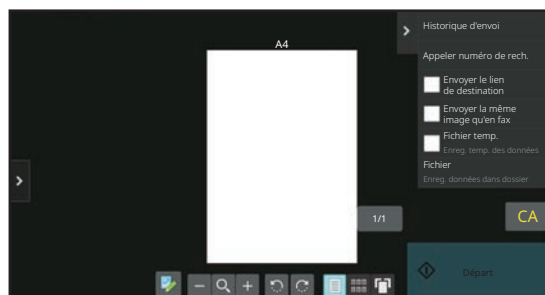 A4
Historique d'envoi
Appeler numéro de rech.
Envoyer le lien
de destination
Envoyer la même
image qu'en fax
Fichier temp.
Enreg. temp. des données
Fichier
Enreg. données dans dossier
1/1
CA
Départ